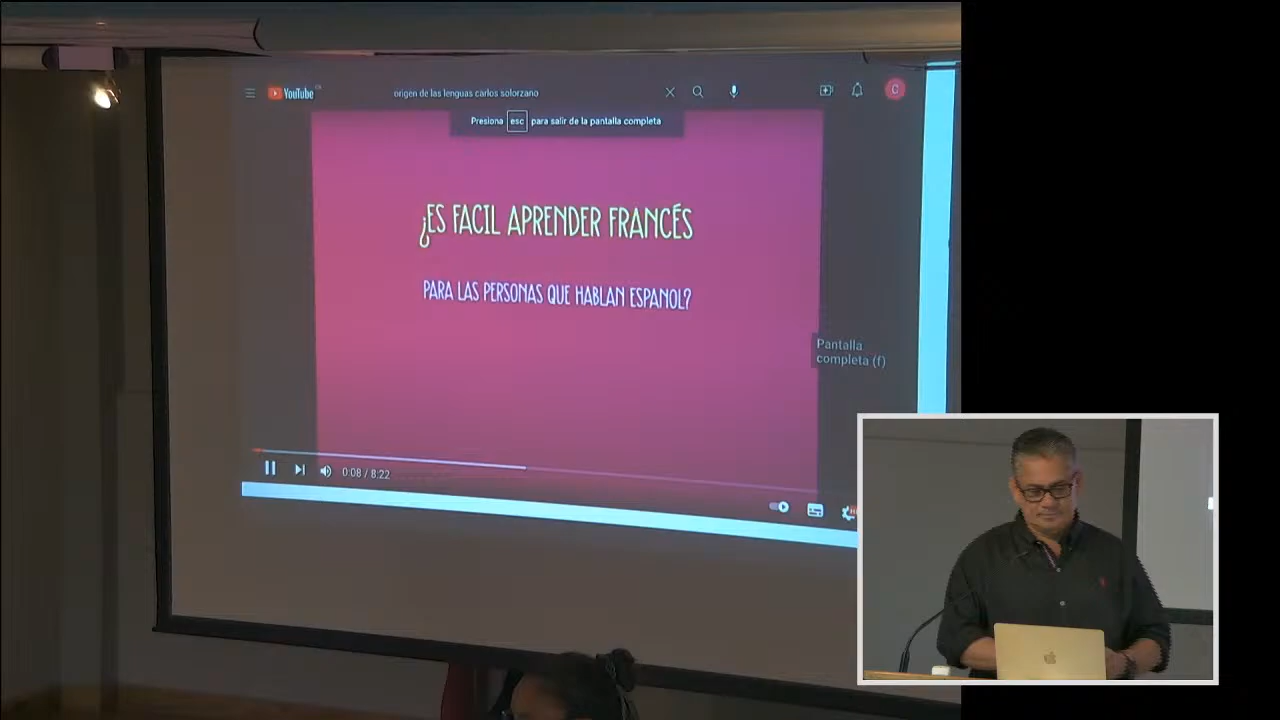 YouTube
origen de las lenguas carlos solorzano
Presiona esc para salir de la pantalla completa
¿ES FACIL APRENDER FRANCÉS
PARA LAS PERSONAS QUE HABLAN ESPANOL?
Pantalla
completa (f)
0:08 / 8:22
C